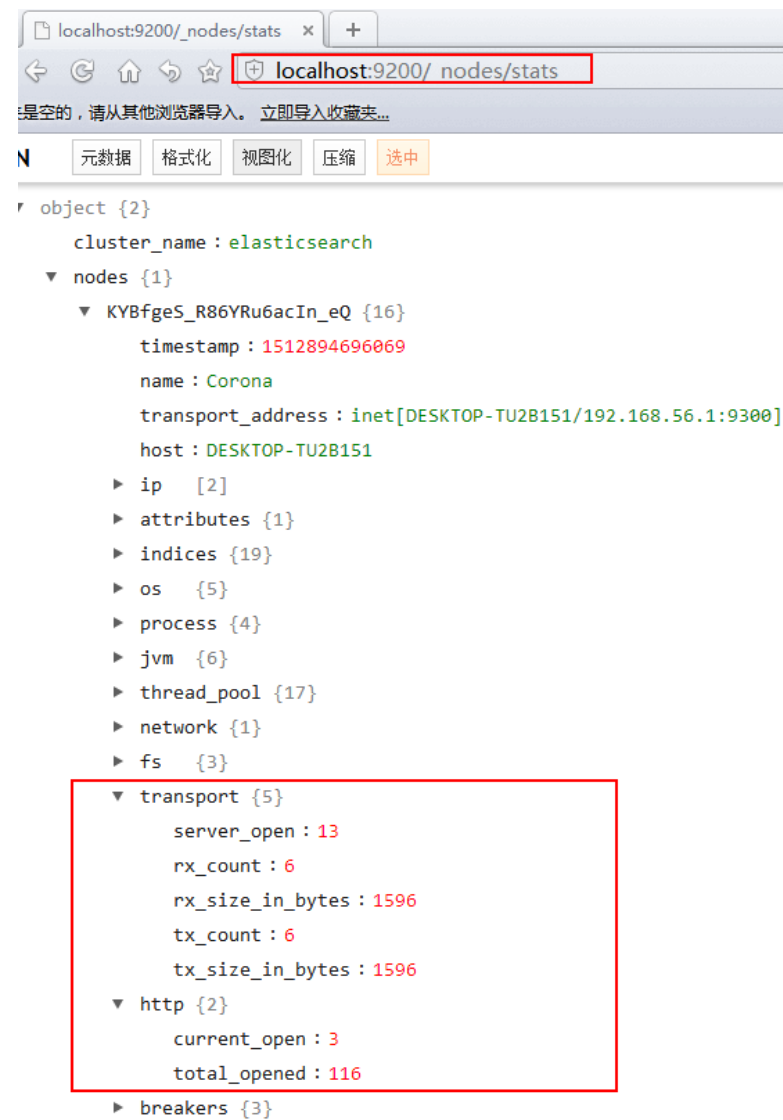 localhost:9200/_nodes/stats × +
localhost:9200/_nodes/stats
是空的，请从其他浏览器导入。 立即导入收藏夹...
N 元数据 格式化 视图化 压缩 选中
▼ object {2}
cluster_name：elasticsearch
▼ nodes {1}
▼ KYBfgeS_R86YRu6acIn_eQ {16}
timestamp：1512894696069
name：Corona
transport_address：inet[DESKTOP-TU2B151/192.168.56.1:9300]
host：DESKTOP-TU2B151
▶ ip [2]
▶ attributes {1}
▶ indices {19}
▶ os {5}
▶ process {4}
▶ jvm {6}
▶ thread_pool {17}
▶ network {1}
▶ fs {3}
▼ transport {5}
server_open：13
rx_count：6
rx_size_in_bytes：1596
tx_count：6
tx_size_in_bytes：1596
▼ http {2}
current_open：3
total_opened：116
▶ breakers {3}